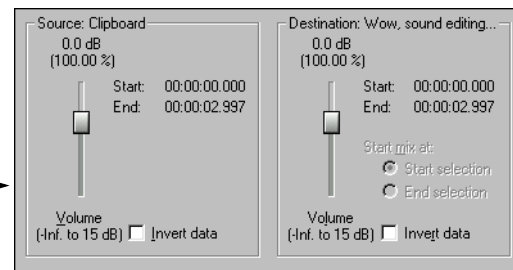 Source: Clipboard
0.0 dB
(100.00 %)
Start: 00:00:00.000
End: 00:00:02.997
Volume
(-Inf. to 15 dB)
Invert data
Destination: Wow, sound editing...
0.0 dB
(100.00 %)
Start: 00:00:00.000
End: 00:00:02.997
Start mix at:
Start selection
End selection
Volume
(-Inf. to 15 dB)
Invert data